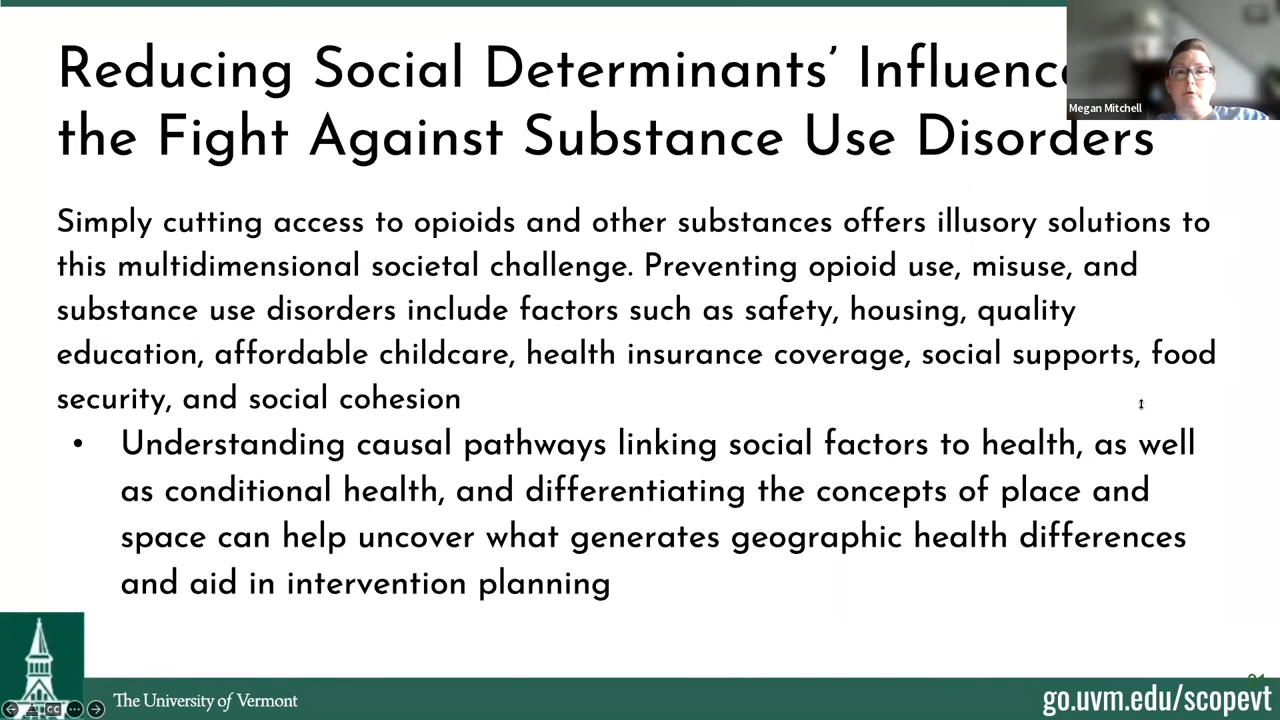 Reducing Social Determinants’ Influence
the Fight Against Substance Use Disorders
Megan Mitchell
Simply cutting access to opioids and other substances offers illusory solutions to
this multidimensional societal challenge. Preventing opioid use, misuse, and
substance use disorders include factors such as safety, housing, quality
education, affordable childcare, health insurance coverage, social supports, food
security, and social cohesion
• Understanding causal pathways linking social factors to health, as well
as conditional health, and differentiating the concepts of place and
space can help uncover what generates geographic health differences
and aid in intervention planning
The University of Vermont
go.uvm.edu/scopevt